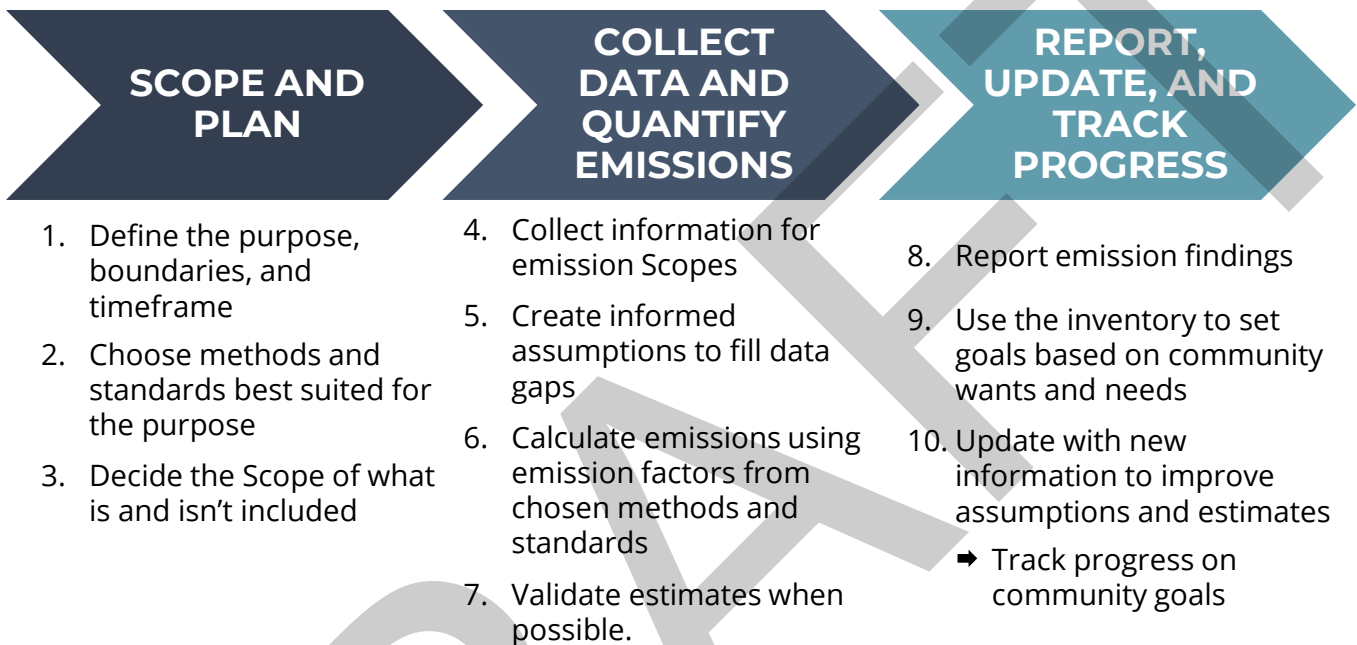 SCOPE AND
PLAN
1. Define the purpose,
boundaries, and
timeframe
2. Choose methods and
standards best suited for
the purpose
3. Decide the Scope of what
is and isn’t included
COLLECT
DATA AND
QUANTIFY
EMISSIONS
4. Collect information for
emission Scopes
5. Create informed
assumptions to fill data
gaps
6. Calculate emissions using
emission factors from
chosen methods and
standards
7. Validate estimates when
possible.
REPORT,
UPDATE, AND
TRACK
PROGRESS
8. Report emission findings
9. Use the inventory to set
goals based on community
wants and needs
10. Update with new
information to improve
assumptions and estimates
➡ Track progress on
community goals
DRAFT